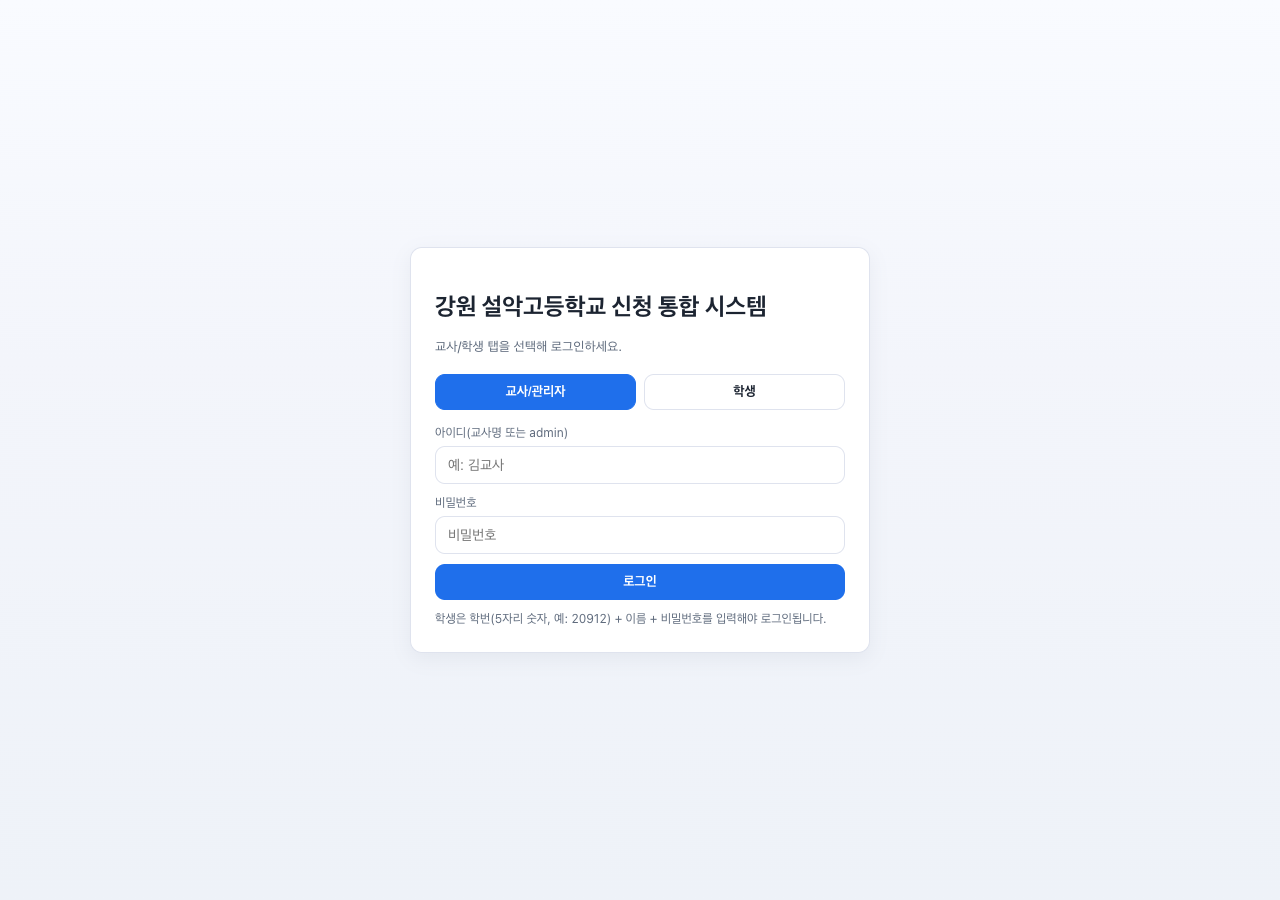 강원 설악고등학교 신청 통합 시스템
교사/학생 탭을 선택해 로그인하세요.
교사/관리자 학생
아이디(교사명 또는 admin)
예: 김교사
비밀번호
비밀번호
로그인
학생은 학번(5자리 숫자, 예: 20912) + 이름 + 비밀번호를 입력해야 로그인됩니다.